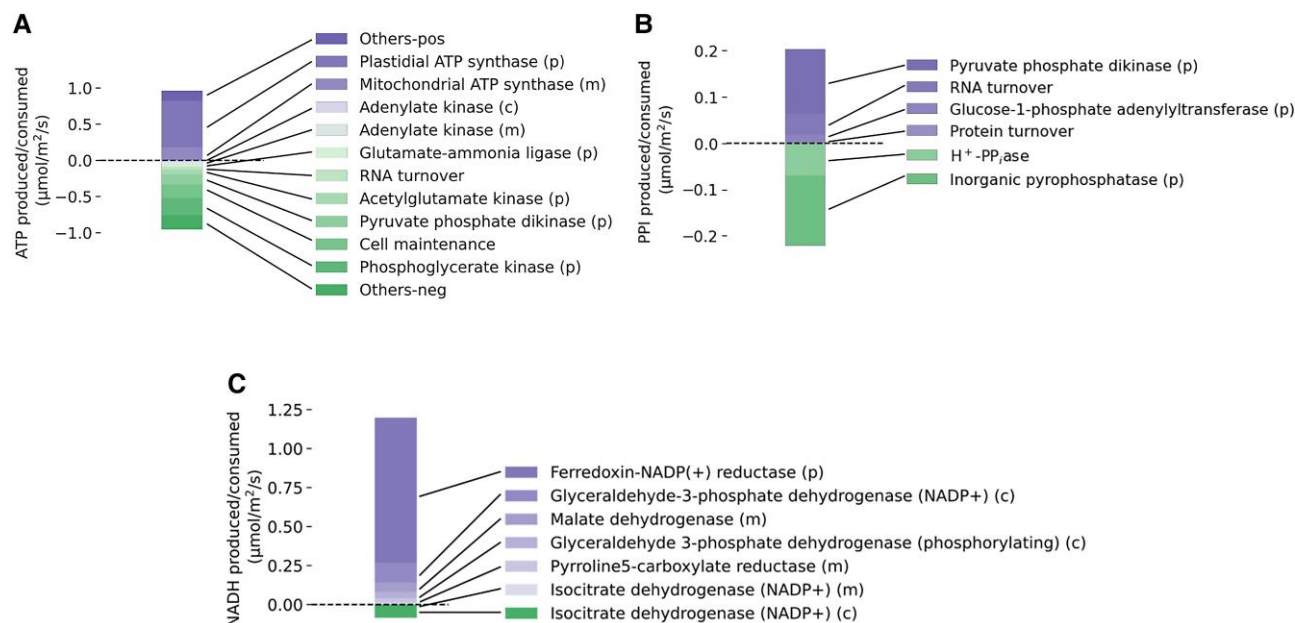 A
ATP produced/consumed
(μmol/m²/s)
1.0
0.5
0.0
−0.5
−1.0
Others-pos
Plastidial ATP synthase (p)
Mitochondrial ATP synthase (m)
Adenylate kinase (c)
Adenylate kinase (m)
Glutamate-ammonia ligase (p)
RNA turnover
Acetylglutamate kinase (p)
Pyruvate phosphate dikinase (p)
Cell maintenance
Phosphoglycerate kinase (p)
Others-neg
B
PPI produced/consumed
(μmol/m²/s)
0.2
0.1
0.0
−0.1
−0.2
Pyruvate phosphate dikinase (p)
RNA turnover
Glucose-1-phosphate adenylyltransferase (p)
Protein turnover
H⁺-PPᵢase
Inorganic pyrophosphatase (p)
C
NADH produced/consumed
(μmol/m²/s)
1.25
1.00
0.75
0.50
0.25
0.00
Ferredoxin-NADP(+) reductase (p)
Glyceraldehyde-3-phosphate dehydrogenase (NADP+) (c)
Malate dehydrogenase (m)
Glyceraldehyde 3-phosphate dehydrogenase (phosphorylating) (c)
Pyrroline5-carboxylate reductase (m)
Isocitrate dehydrogenase (NADP+) (m)
Isocitrate dehydrogenase (NADP+) (c)